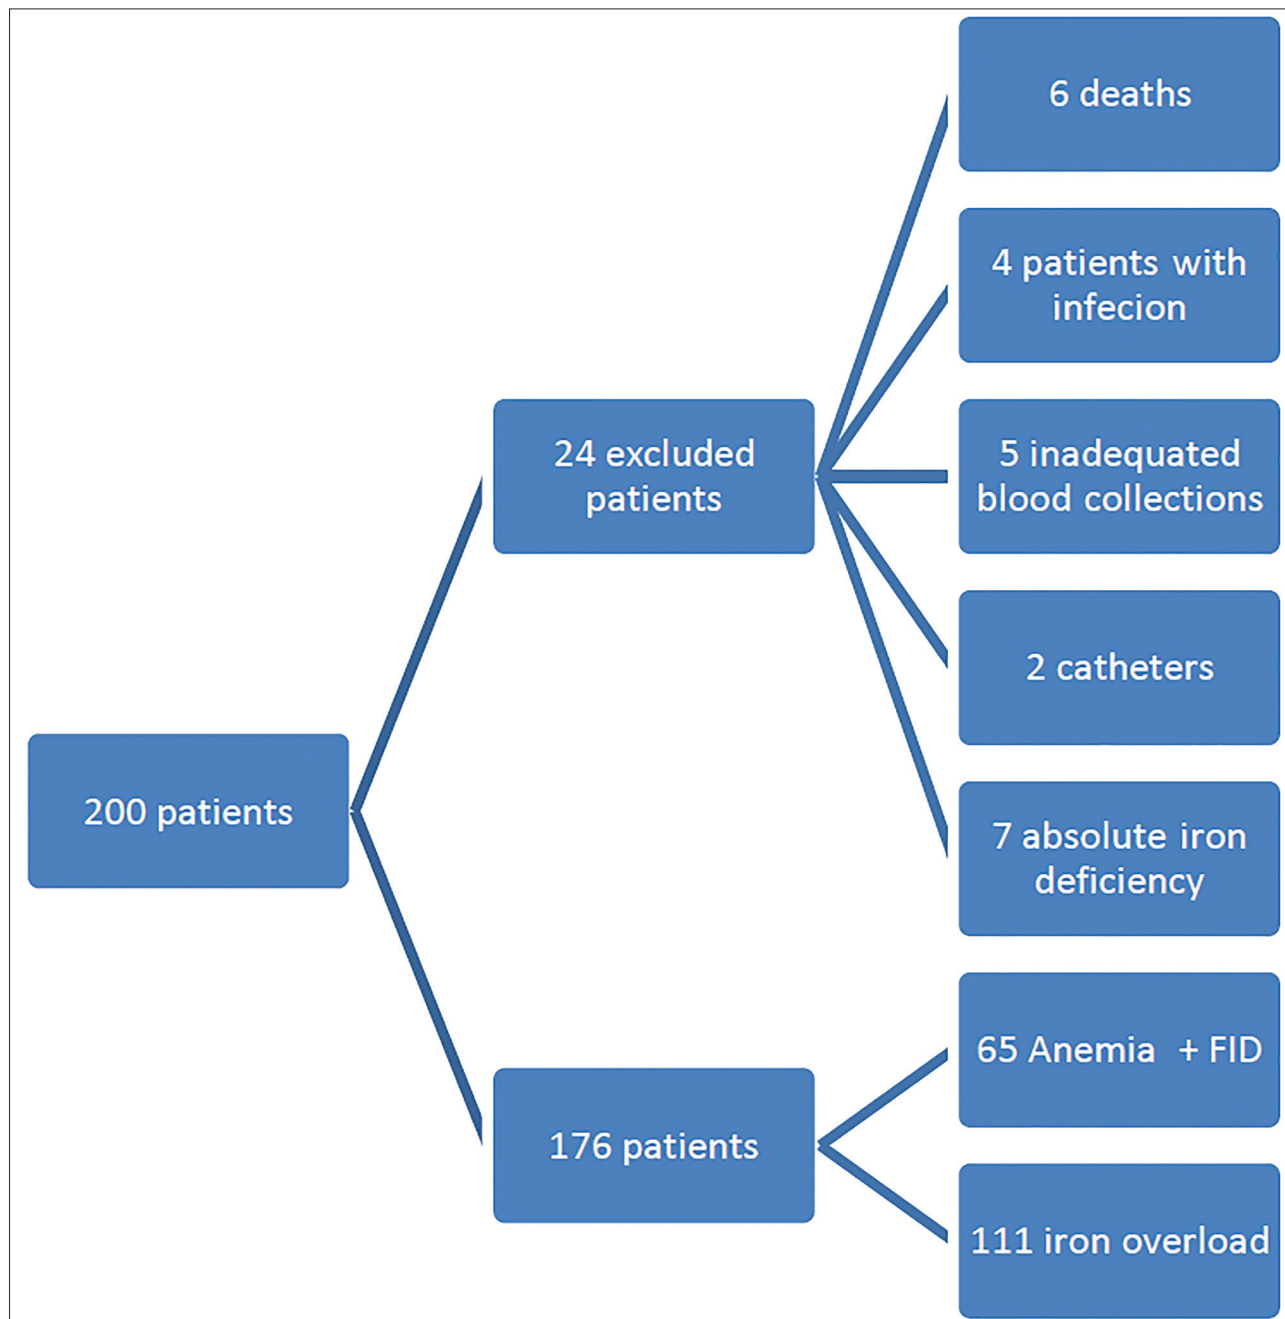 6 deaths
4 patients with
infecion
24 excluded
patients
5 inadequated
blood collections
2 catheters
200 patients
7 absolute iron
deficiency
65 Anemia + FID
176 patients
111 iron overload